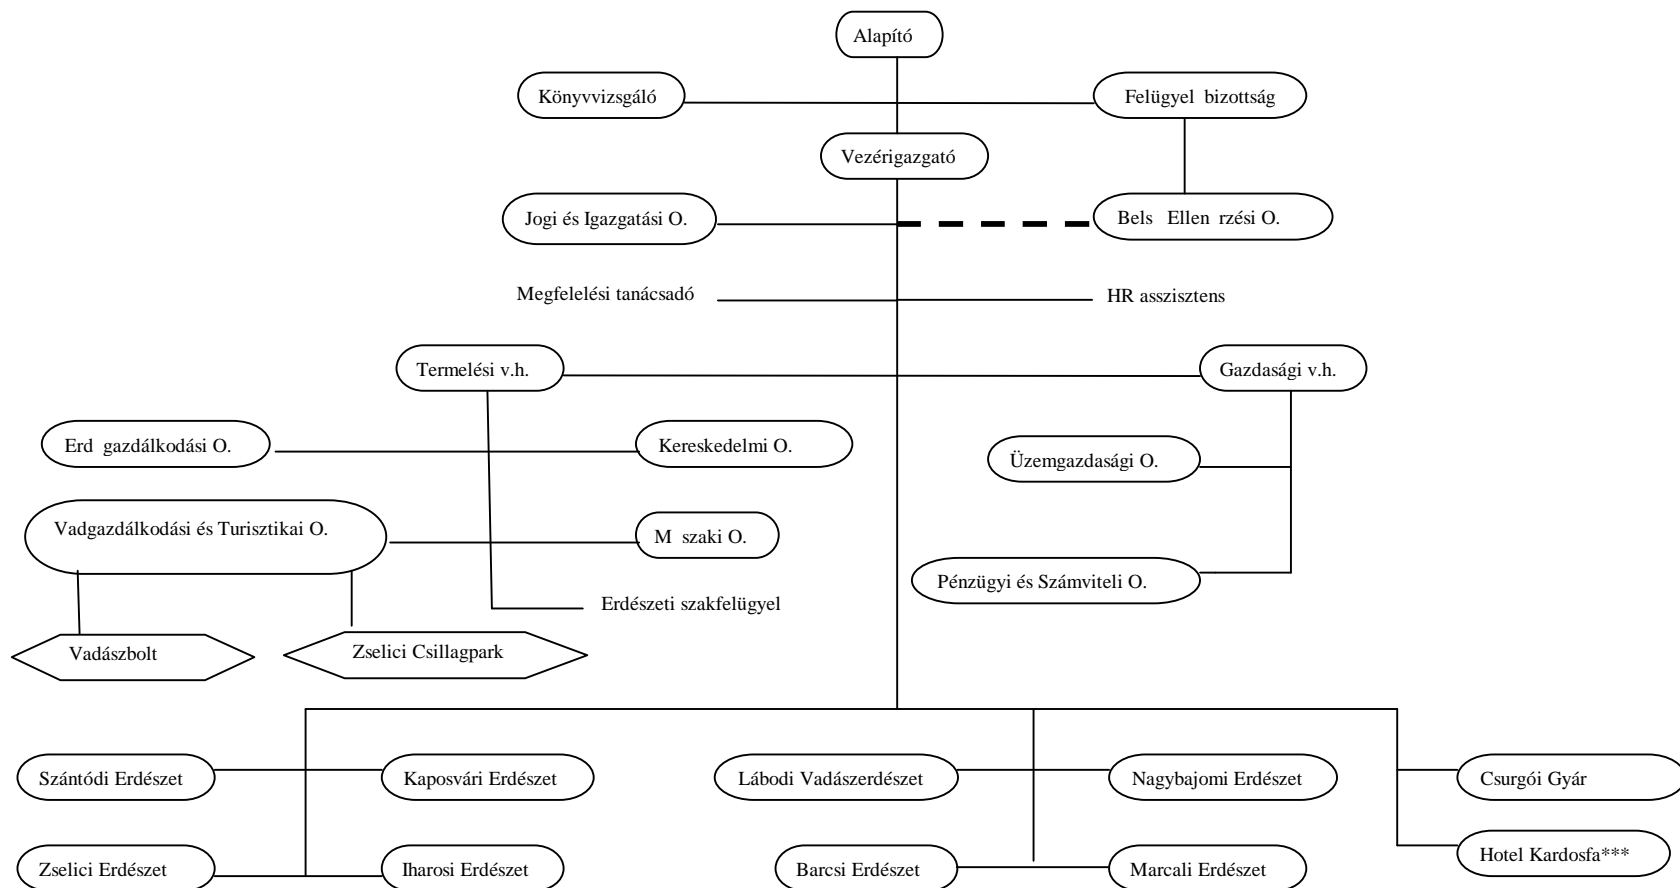 Alapító
Könyvvizsgáló
Felügyel bizottság
Vezérigazgató
Jogi és Igazgatási O.
Bels Ellen rzési O.
Megfelelési tanácsadó
HR asszisztens
Termelési v.h.
Gazdasági v.h.
Erd gazdálkodási O.
Kereskedelmi O.
Üzemgazdasági O.
Vadgazdálkodási és Turisztikai O.
M szaki O.
Pénzügyi és Számviteli O.
Erdészeti szakfelügyel
Vadászbolt
Zselici Csillagpark
Szántódi Erdészet
Kaposvári Erdészet
Lábodi Vadászerdészet
Nagybajomi Erdészet
Csurgói Gyár
Zselici Erdészet
Iharosi Erdészet
Barcsi Erdészet
Marcali Erdészet
Hotel Kardosfa***